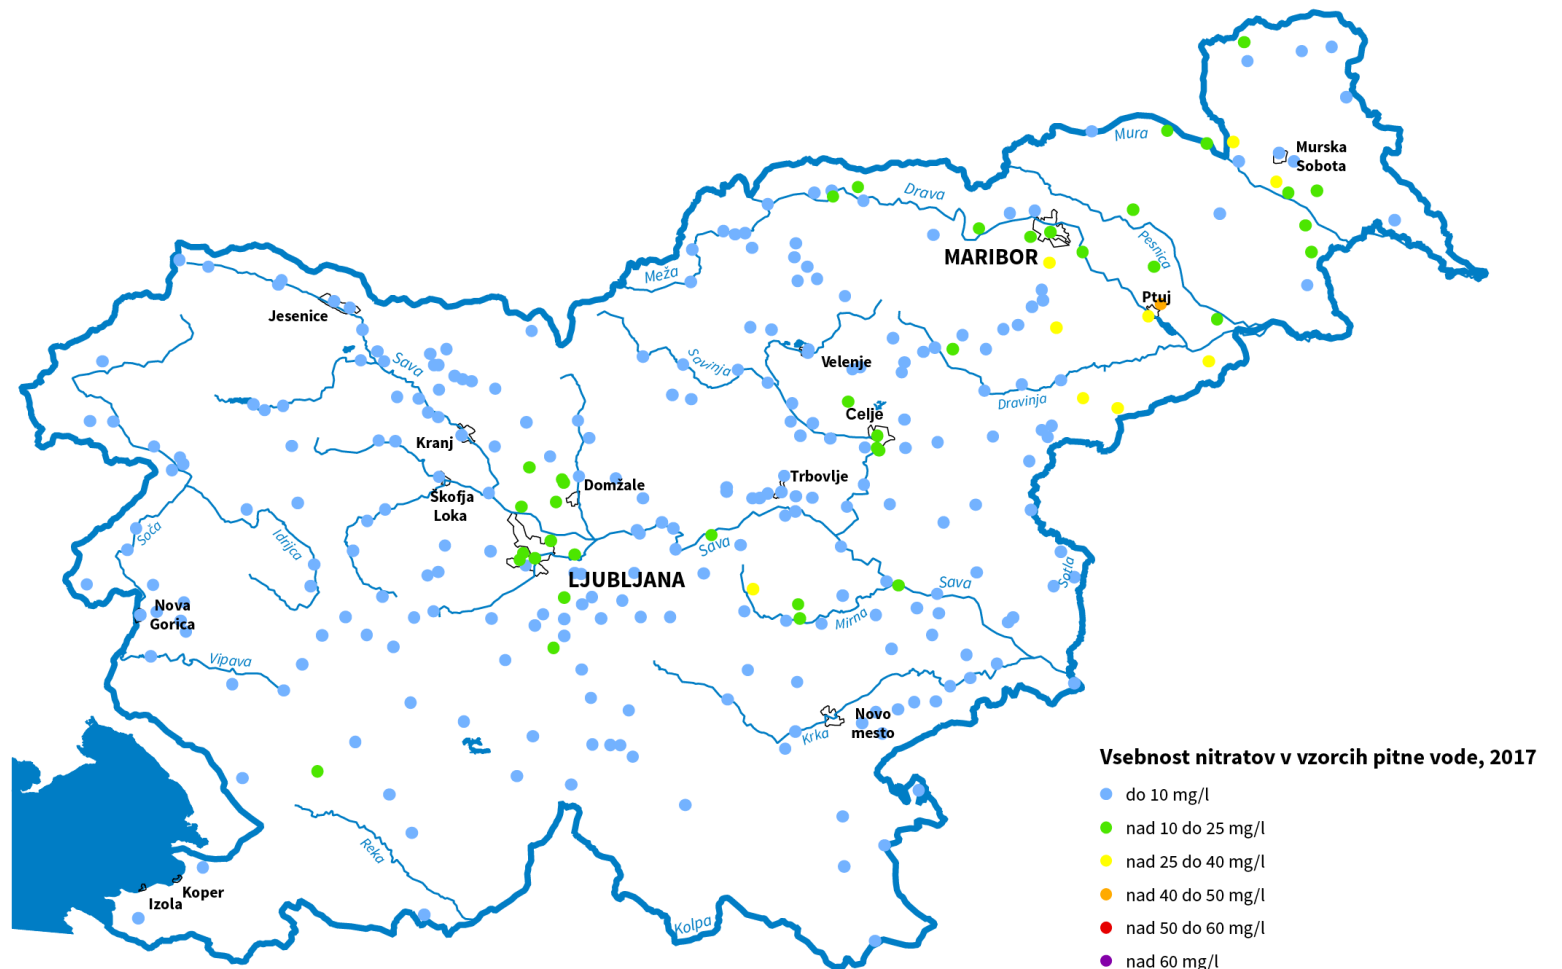 Mura
Murska
Sobota
Drava
Pesnica
MARIBOR
Meža
Ptuj
Jesenice
Sava
Savinja
Velenje
Dravinja
Celje
Kranj
Trbovlje
Domžale
Škofja
Loka
Soča
Idrijca
Sava
LJUBLJANA
Sava
Sotla
Nova
Gorica
Mirna
Vipava
Novo
mesto
Krka
Reka
Koper
Izola
Kolpa
Vsebnost nitratov v vzorcih pitne vode, 2017
do 10 mg/l
nad 10 do 25 mg/l
nad 25 do 40 mg/l
nad 40 do 50 mg/l
nad 50 do 60 mg/l
nad 60 mg/l